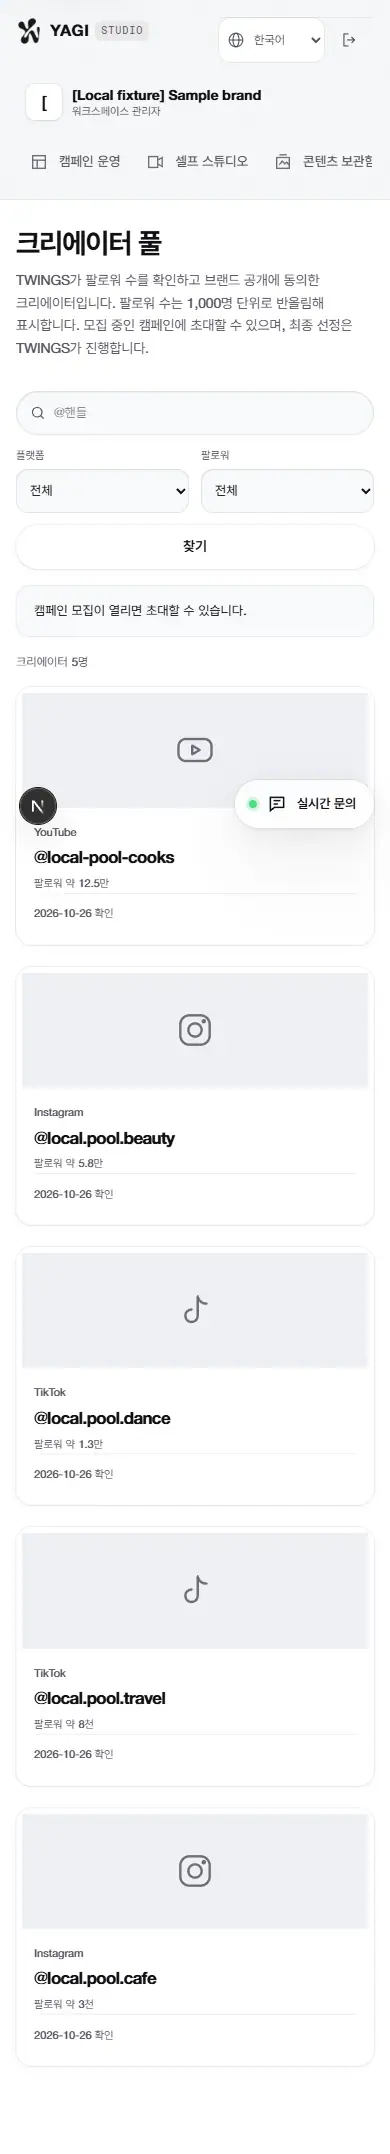 YAGI STUDIO
한국어
[
[Local fixture] Sample brand
워크스페이스 관리자
캠페인 운영
셀프 스튜디오
콘텐츠 보관함
크리에이터 풀
TWINGS가 팔로워 수를 확인하고 브랜드 공개에 동의한
크리에이터입니다. 팔로워 수는 1,000명 단위로 반올림해
표시합니다. 모집 중인 캠페인에 초대할 수 있으며, 최종 선정은
TWINGS가 진행합니다.
@핸들
플랫폼
팔로워
전체
전체
찾기
캠페인 모집이 열리면 초대할 수 있습니다.
크리에이터 5명
N
실시간 문의
YouTube
@local-pool-cooks
팔로워 약 12.5만
2026-10-26 확인
Instagram
@local.pool.beauty
팔로워 약 5.8만
2026-10-26 확인
TikTok
@local.pool.dance
팔로워 약 1.3만
2026-10-26 확인
TikTok
@local.pool.travel
팔로워 약 8천
2026-10-26 확인
Instagram
@local.pool.cafe
팔로워 약 3천
2026-10-26 확인